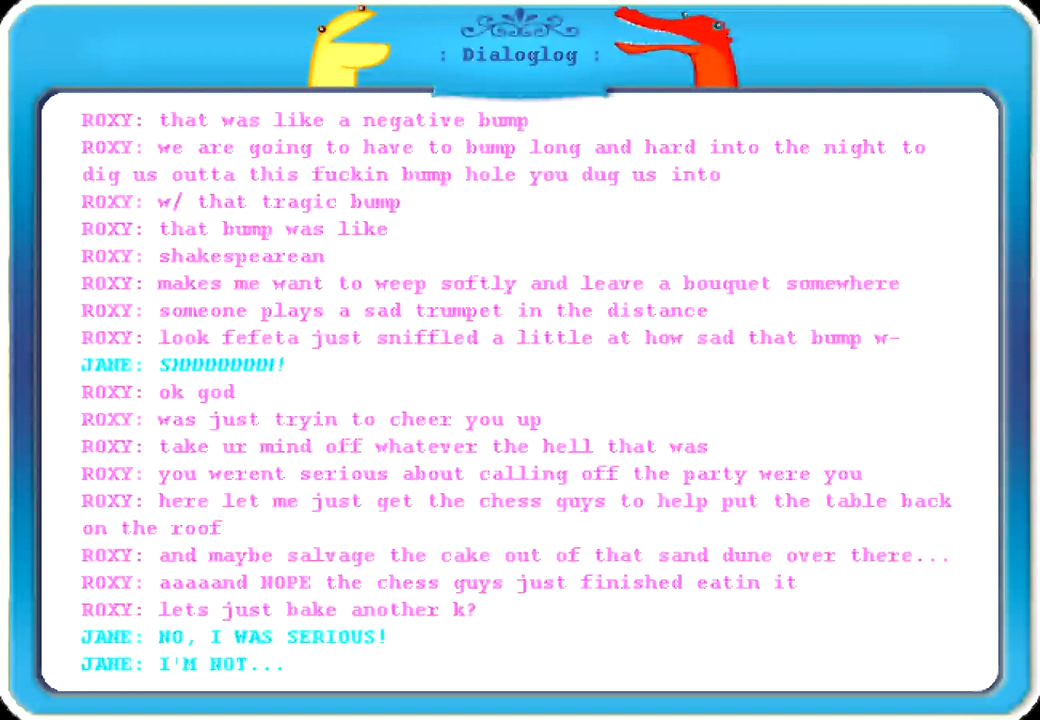 : Dialoglog :
ROXY: that was like a negative bump
ROXY: we are going to have to bump long and hard into the night to
dig us outta this fuckin bump hole you dug us into
ROXY: w/ that tragic bump
ROXY: that bump was like
ROXY: shakespearean
ROXY: makes me want to weep softly and leave a bouquet somewhere
ROXY: someone plays a sad trumpet in the distance
ROXY: look fefeta just sniffled a little at how sad that bump w-
JANE: SHOOOOOOOSH!
ROXY: ok god
ROXY: was just tryin to cheer you up
ROXY: take ur mind off whatever the hell that was
ROXY: you werent serious about calling off the party were you
ROXY: here let me just get the chess guys to help put the table back
on the roof
ROXY: and maybe salvage the cake out of that sand dune over there...
ROXY: aaaaand NOPE the chess guys just finished eatin it
ROXY: lets just bake another k?
JANE: NO, I WAS SERIOUS!
JANE: I'M NOT...